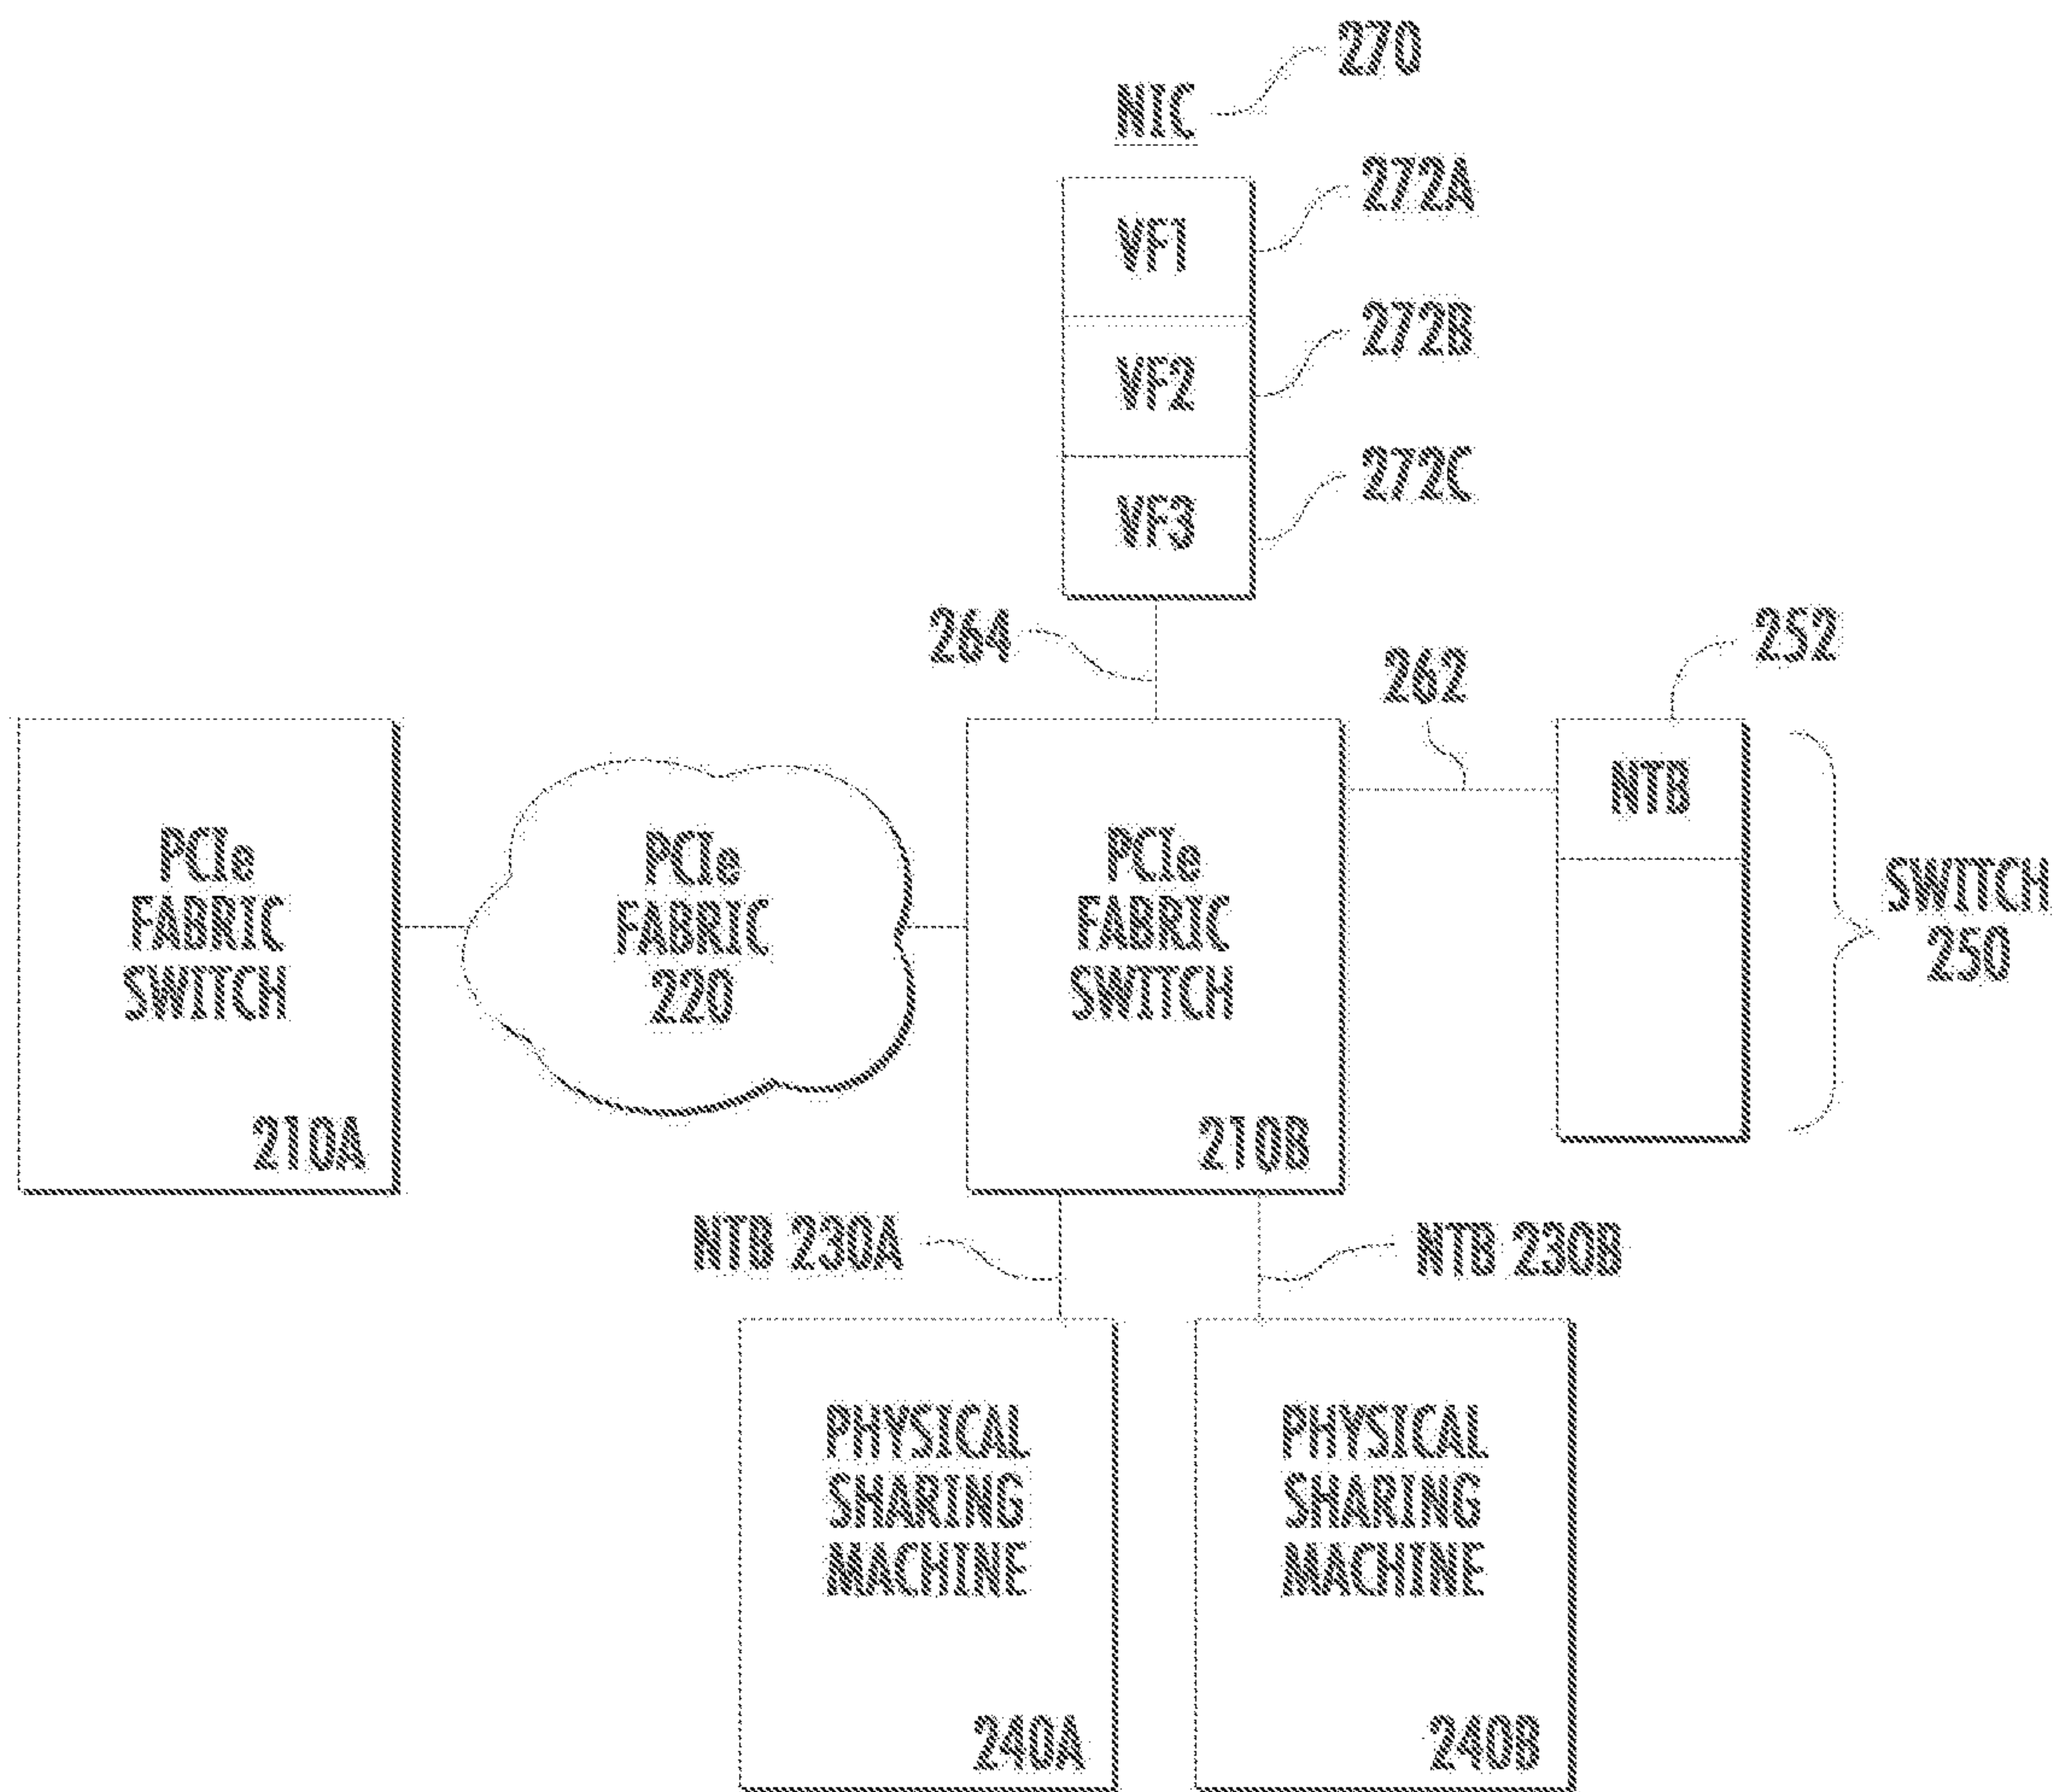 270
NIC
272A
VF1
272B
VF2
272C
VF3
264
262
252
NTB
PCIe
FABRIC
SWITCH
210A
PCIe
FABRIC
220
PCIe
FABRIC
SWITCH
210B
SWITCH
250
NTB 230A
NTB 230B
PHYSICAL
SHARING
MACHINE
240A
PHYSICAL
SHARING
MACHINE
240B